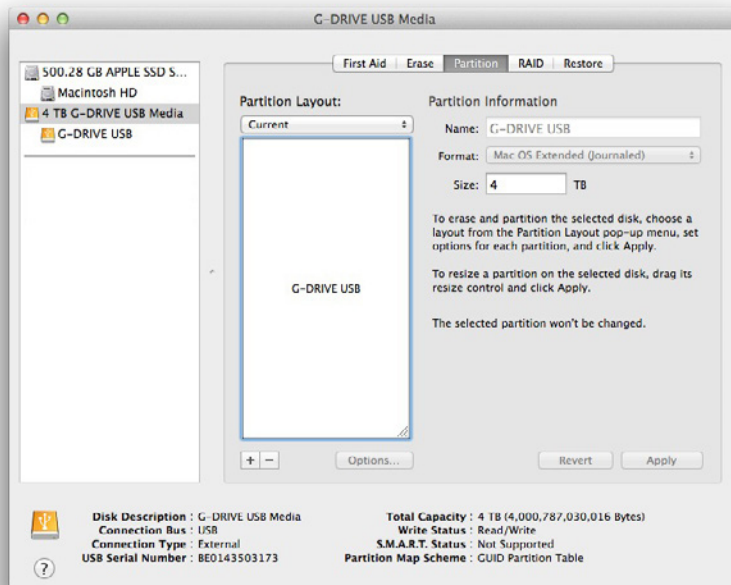 G-DRIVE USB Media
First Aid Erase Partition RAID Restore
500.28 GB APPLE SSD S...
Macintosh HD
4 TB G-DRIVE USB Media
G-DRIVE USB
Partition Layout:
Current
G-DRIVE USB
+ −
Options...
Partition Information
Name: G-DRIVE USB
Format: Mac OS Extended (Journaled)
Size: 4 TB
To erase and partition the selected disk, choose a
layout from the Partition Layout pop-up menu, set
options for each partition, and click Apply.
To resize a partition on the selected disk, drag its
resize control and click Apply.
The selected partition won't be changed.
Revert Apply
Disk Description : G-DRIVE USB Media
Connection Bus : USB
Connection Type : External
USB Serial Number : BE0143503173
Total Capacity : 4 TB (4,000,787,030,016 Bytes)
Write Status : Read/Write
S.M.A.R.T. Status : Not Supported
Partition Map Scheme : GUID Partition Table
?